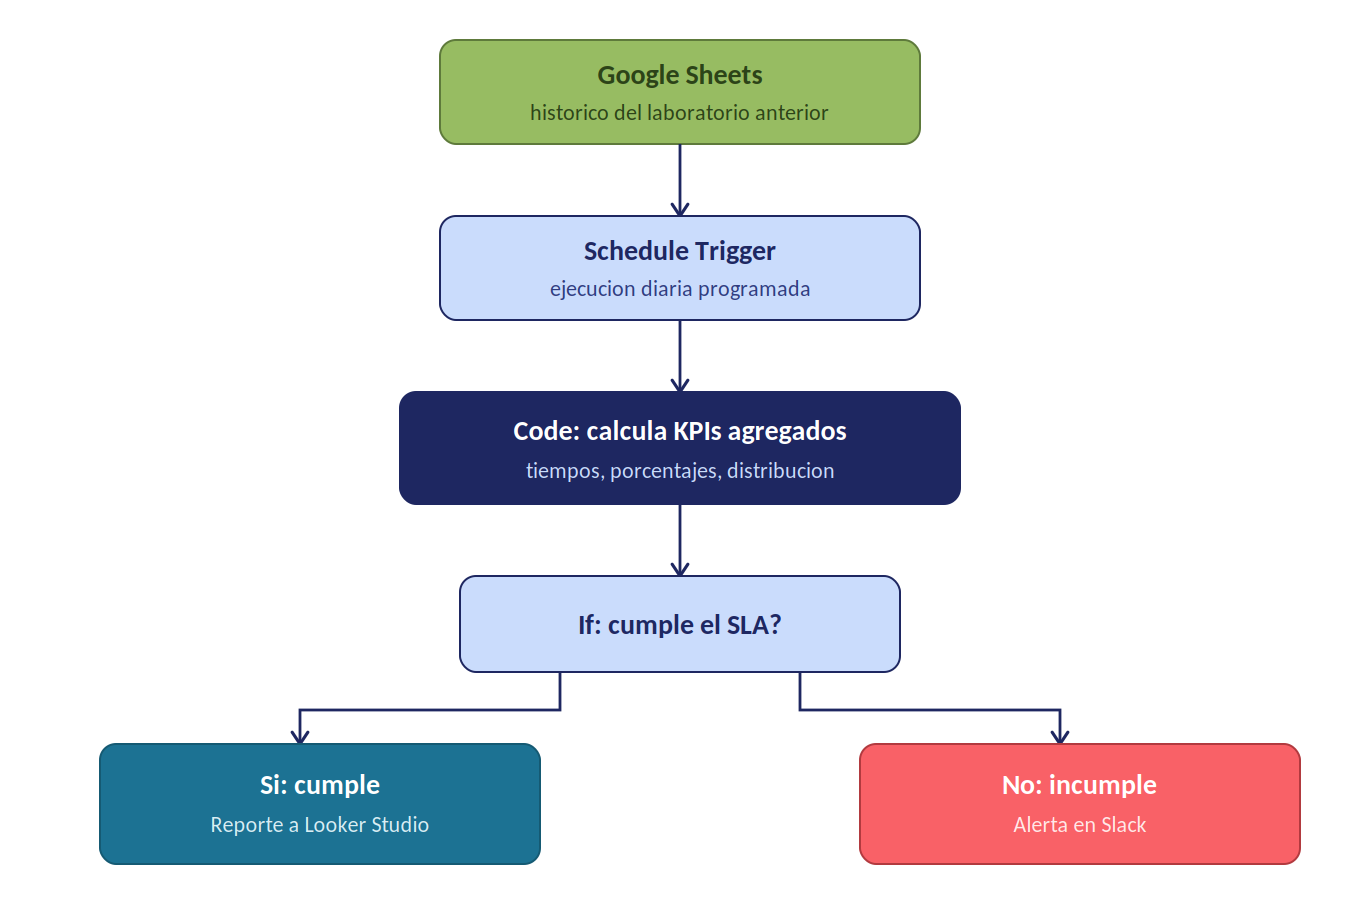 Google Sheets
historico del laboratorio anterior
Schedule Trigger
ejecucion diaria programada
Code: calcula KPIs agregados
tiempos, porcentajes, distribucion
If: cumple el SLA?
Si: cumple
Reporte a Looker Studio
No: incumple
Alerta en Slack